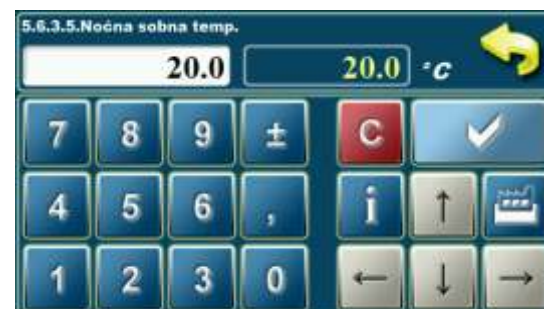 5.6.3.5.Noćna sobna temp.
20.0 20.0 °C
7 8 9 ± C
4 5 6 , i ↑
1 2 3 0 ← ↓ →